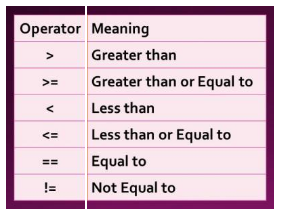 Operator Meaning
> Greater than
>= Greater than or Equal to
< Less than
<= Less than or Equal to
== Equal to
!= Not Equal to